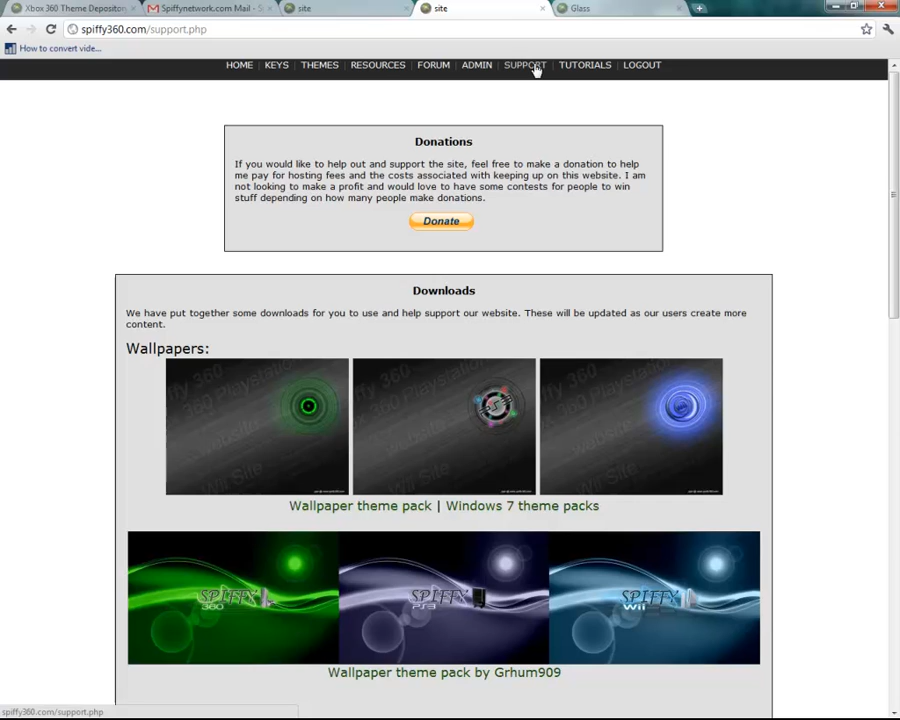 Xbox 360 Theme Depositor
Spiffynetwork.com Mail - S
site
site
Glass
spiffy360.com/support.php
How to convert vide...
HOME | KEYS | THEMES | RESOURCES | FORUM | ADMIN | SUPPORT | TUTORIALS | LOGOUT
Donations
If you would like to help out and support the site, feel free to make a donation to help
me pay for hosting fees and the costs associated with keeping up on this website. I am
not looking to make a profit and would love to have some contests for people to win
stuff depending on how many people make donations.
Donate
Downloads
We have put together some downloads for you to use and help support our website. These will be updated as our users create more
content.
Wallpapers:
Wallpaper theme pack | Windows 7 theme packs
SPIFFY
360
SPIFFY
PS3
SPIFFY
Wii
Wallpaper theme pack by Grhum909
spiffy360.com/support.php